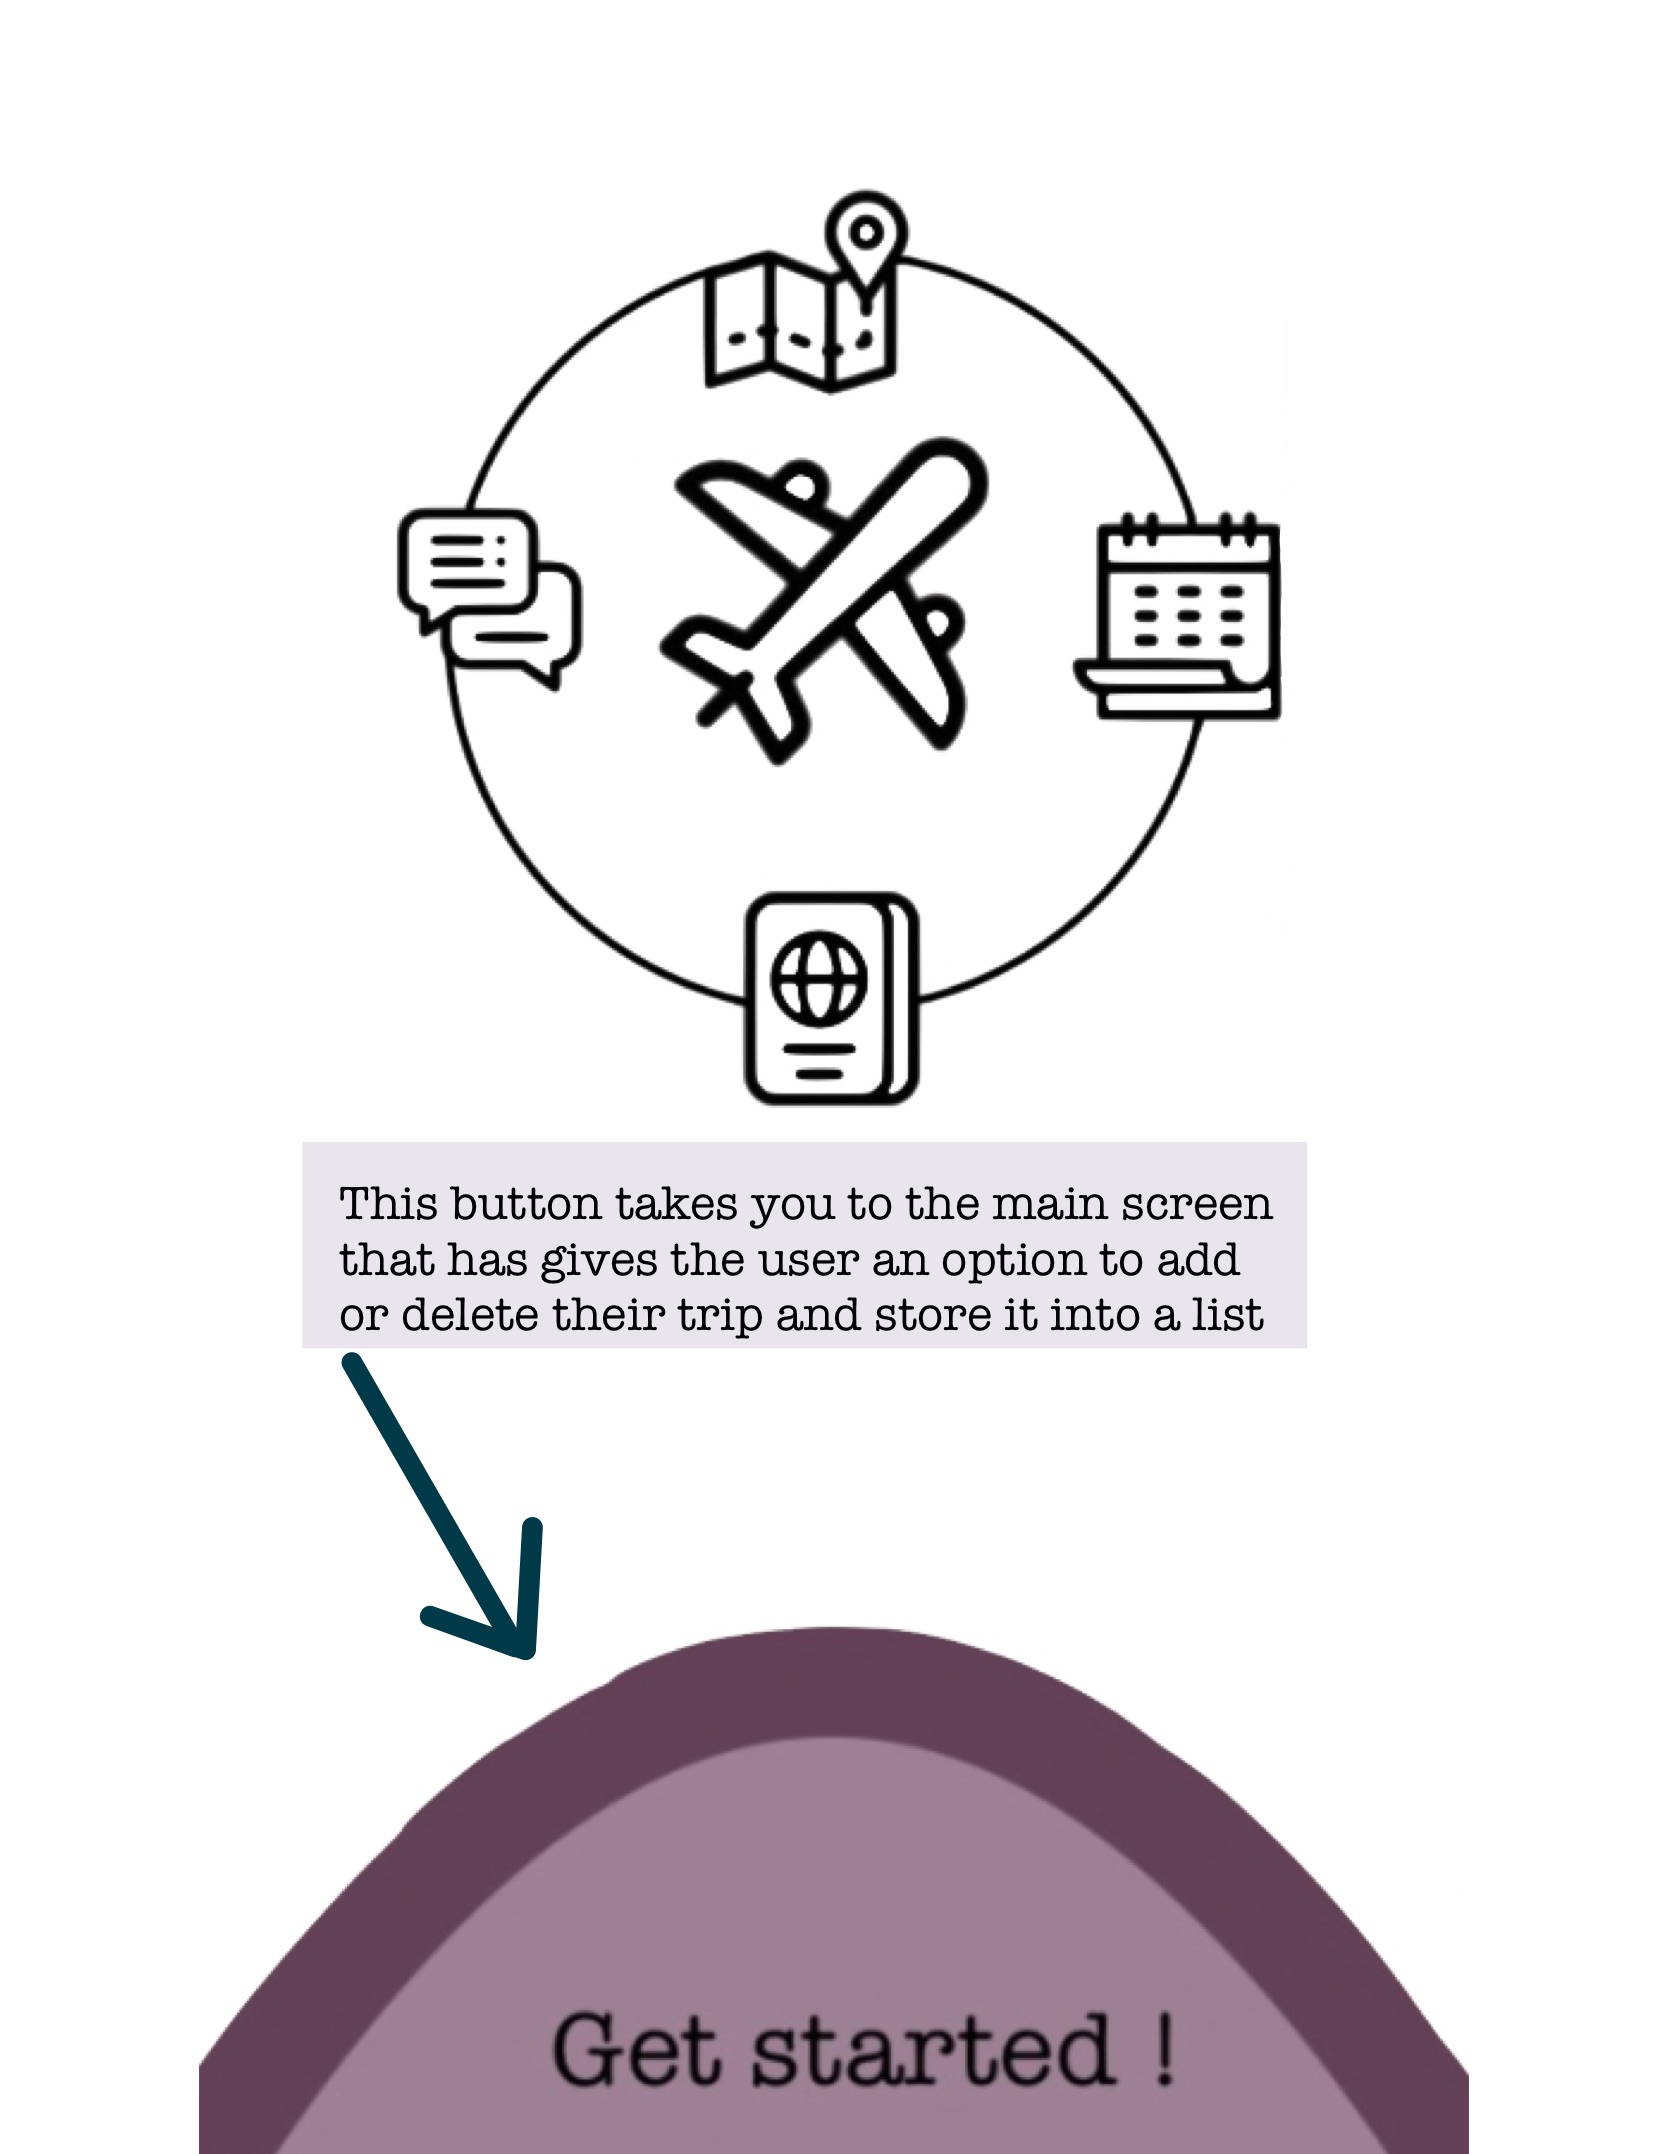 This button takes you to the main screen
that has gives the user an option to add
or delete their trip and store it into a list
Get started !